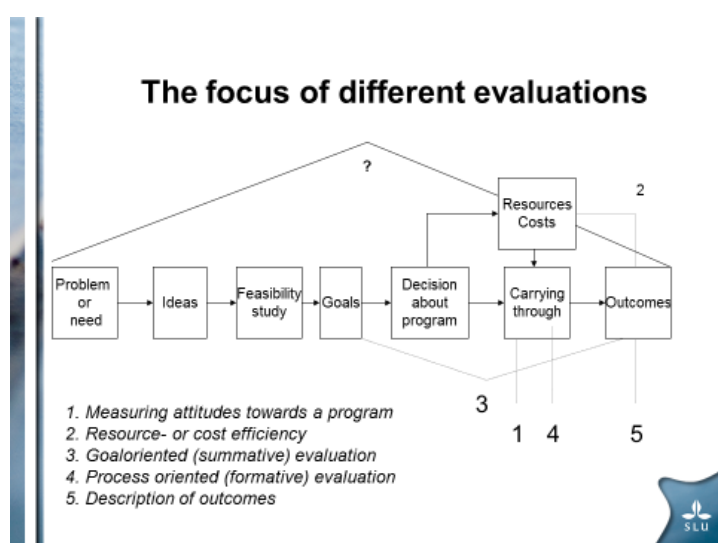 The focus of different evaluations
?
Resources
Costs
2
Problem
or
need
Ideas
Feasibility
study
Goals
Decision
about
program
Carrying
through
Outcomes
3
1
4
5
1. Measuring attitudes towards a program
2. Resource- or cost efficiency
3. Goaloriented (summative) evaluation
4. Process oriented (formative) evaluation
5. Description of outcomes
SLU